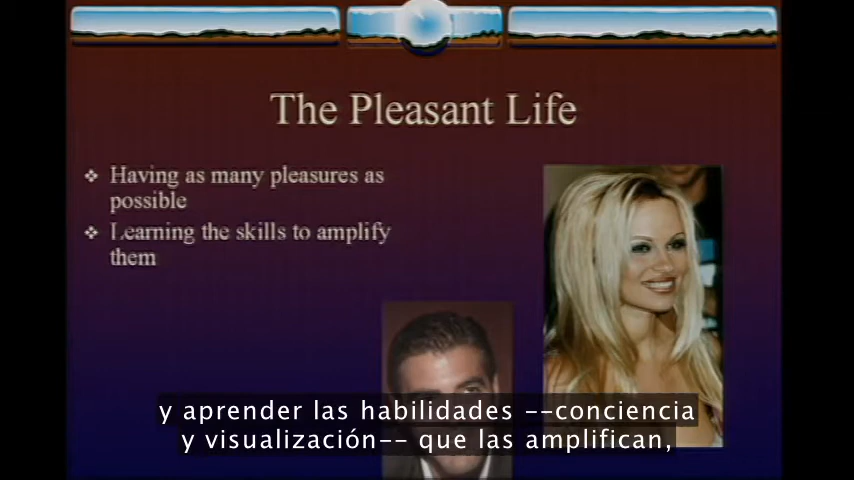 The Pleasant Life
❖ Having as many pleasures as
possible
❖ Learning the skills to amplify
them
y aprender las habilidades --conciencia
y visualización-- que las amplifican,